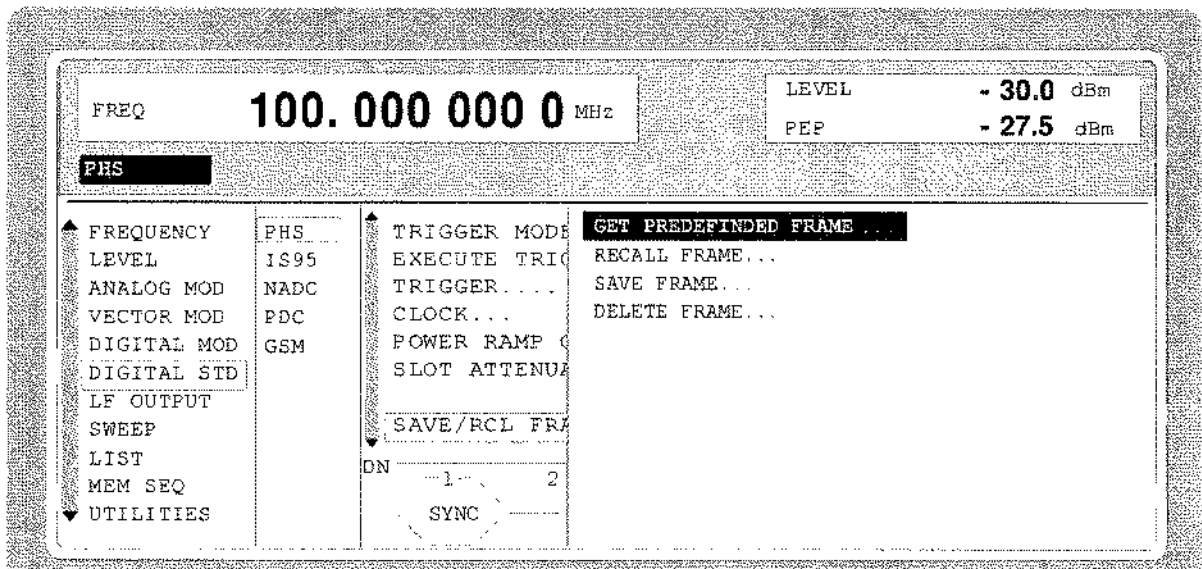 FREQ 100. 000 000 0 MHz
LEVEL - 30.0 dBm
PEP - 27.5 dBm
PHS
FREQUENCY
LEVEL
ANALOG MOD
VECTOR MOD
DIGITAL MOD
DIGITAL STD
LF OUTPUT
SWEEP
LIST
MEM SEQ
UTILITIES
PHS
IS95
NADC
PDC
GSM
TRIGGER MODE
EXECUTE TRIG
TRIGGER....
CLOCK...
POWER RAMP C
SLOT ATTENUA
SAVE/RCL FRA
DN 1 2
SYNC
GET PREDEFINDED FRAME ...
RECALL FRAME...
SAVE FRAME...
DELETE FRAME...